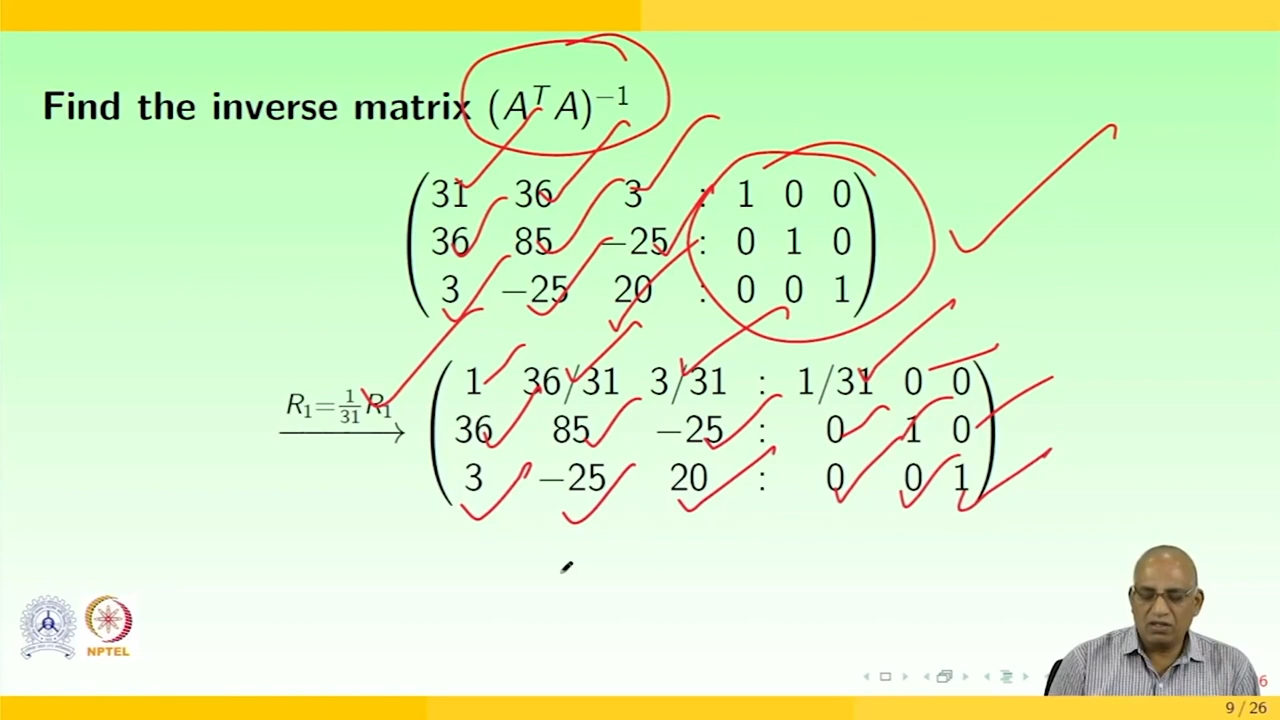 Find the inverse matrix (AᵀA)⁻¹
31 36 3 : 1 0 0
36 85 −25 : 0 1 0
3 −25 20 : 0 0 1
1 36/31 3/31 : 1/31 0 0
R₁=1/31 R₁ 36 85 −25 : 0 1 0
3 −25 20 : 0 0 1
NPTEL
6
9 / 26